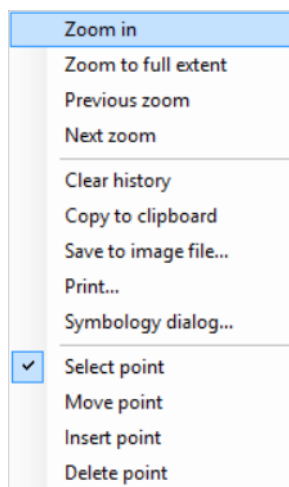 Zoom in
Zoom to full extent
Previous zoom
Next zoom
Clear history
Copy to clipboard
Save to image file...
Print...
Symbology dialog...
Select point
Move point
Insert point
Delete point